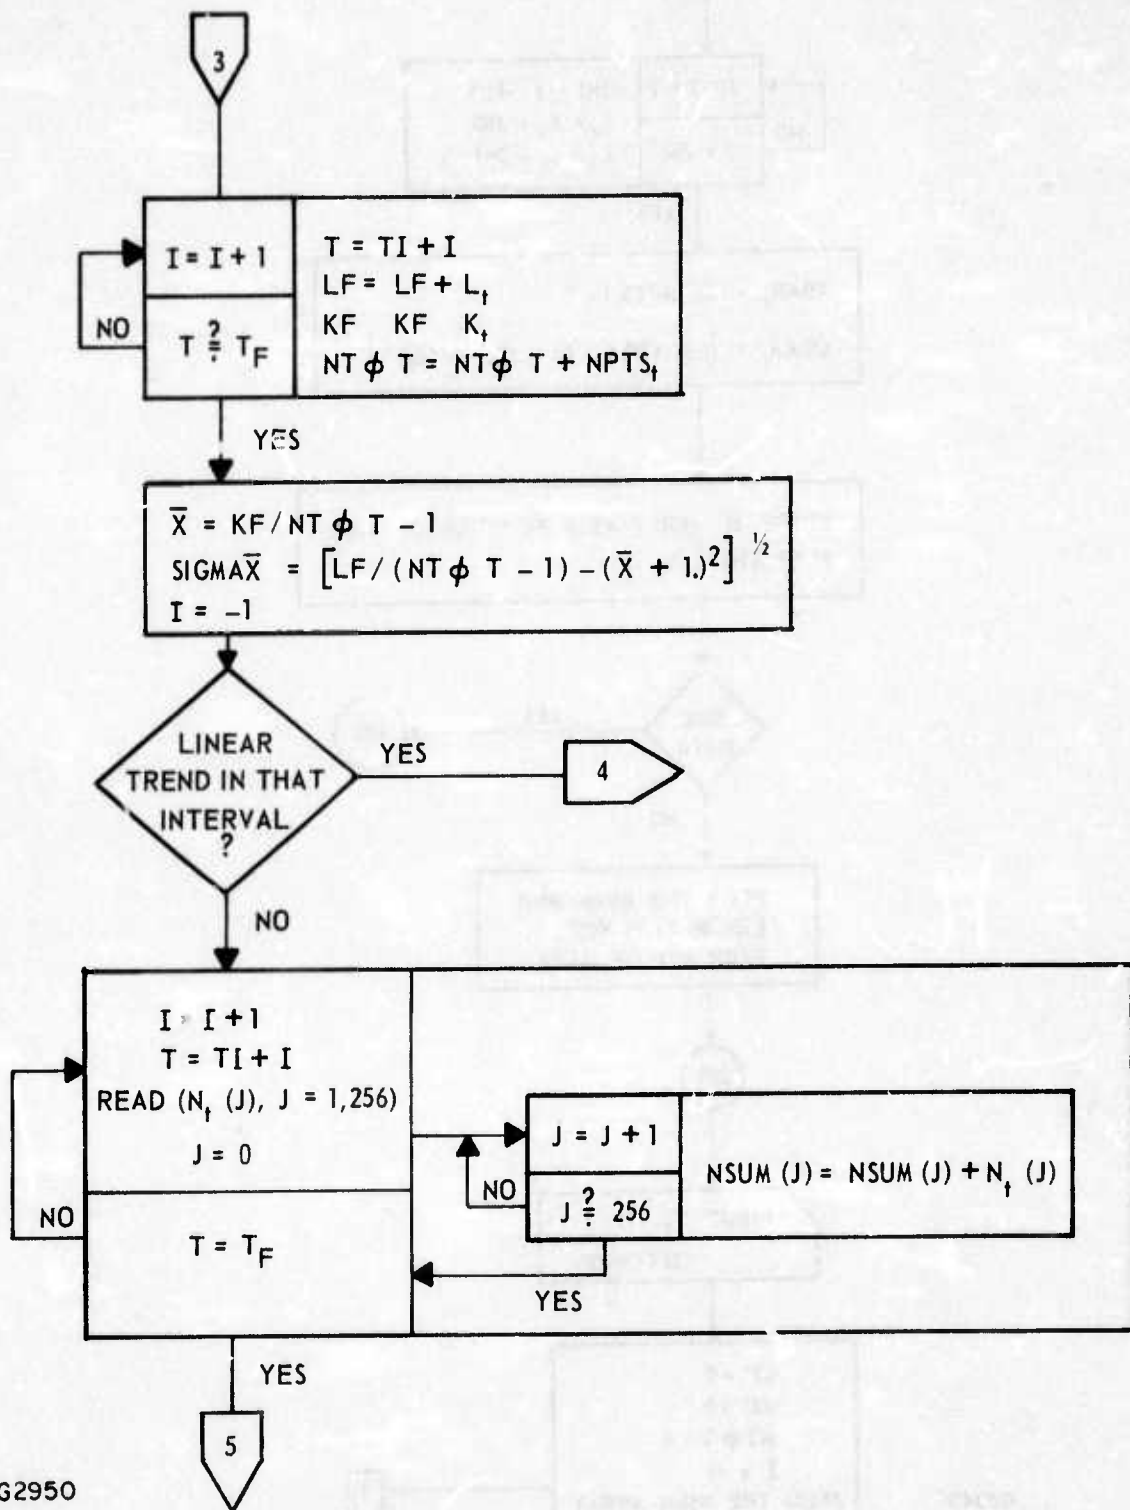 3
I = I + 1
NO
T ≟ T_F
T = TI + I
LF = LF + L_t
KF KF K_t
NTϕT = NTϕT + NPTS_t
YES
X̄ = KF/NTϕT - 1
SIGMAX̄ = [LF/(NTϕT - 1) - (X̄ + 1.)²]^½
I = -1
LINEAR
TREND IN THAT
INTERVAL
?
YES
4
NO
I = I + 1
T = TI + I
READ (N_t (J), J = 1,256)
J = 0
NO
T = T_F
J = J + 1
NO
J ≟ 256
NSUM (J) = NSUM (J) + N_t (J)
YES
YES
5
G2950